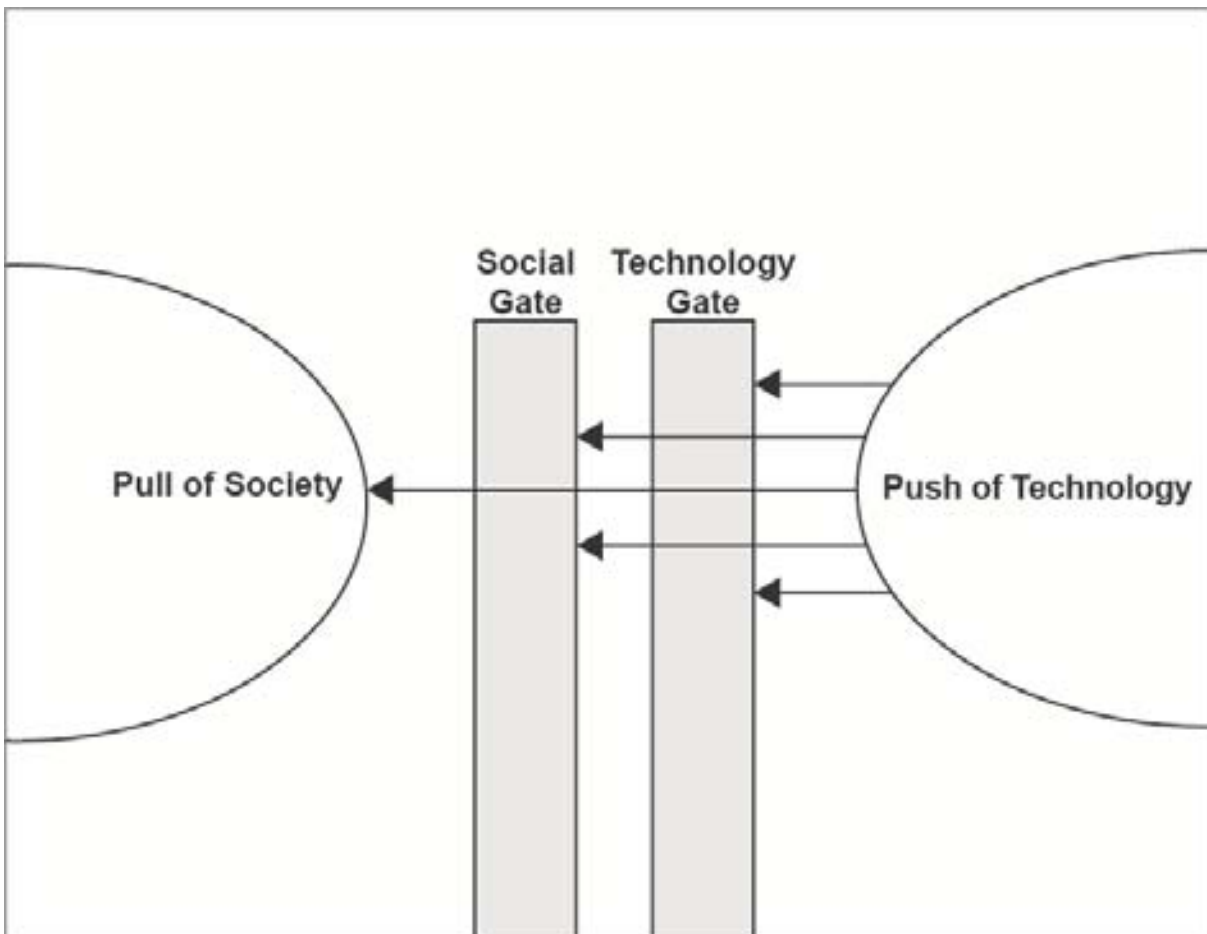 Social
Gate
Technology
Gate
Pull of Society
Push of Technology